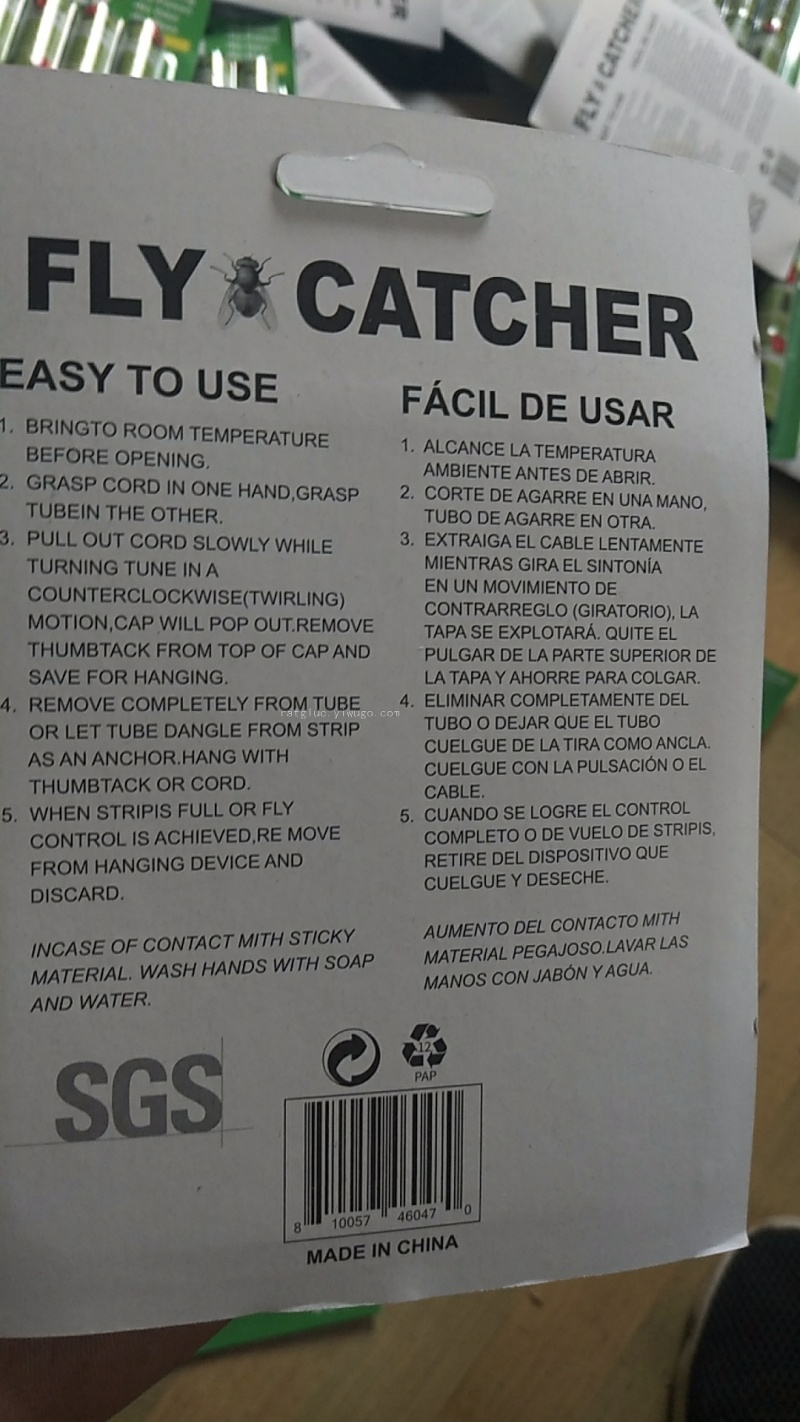 FLY CATCHER
EASY TO USE
1. BRINGTO ROOM TEMPERATURE
BEFORE OPENING.
2. GRASP CORD IN ONE HAND,GRASP
TUBEIN THE OTHER.
3. PULL OUT CORD SLOWLY WHILE
TURNING TUNE IN A
COUNTERCLOCKWISE(TWIRLING)
MOTION,CAP WILL POP OUT.REMOVE
THUMBTACK FROM TOP OF CAP AND
SAVE FOR HANGING.
4. REMOVE COMPLETELY FROM TUBE
OR LET TUBE DANGLE FROM STRIP
AS AN ANCHOR.HANG WITH
THUMBTACK OR CORD.
5. WHEN STRIPIS FULL OR FLY
CONTROL IS ACHIEVED,RE MOVE
FROM HANGING DEVICE AND
DISCARD.
INCASE OF CONTACT MITH STICKY
MATERIAL. WASH HANDS WITH SOAP
AND WATER.
FÁCIL DE USAR
1. ALCANCE LA TEMPERATURA
AMBIENTE ANTES DE ABRIR.
2. CORTE DE AGARRE EN UNA MANO,
TUBO DE AGARRE EN OTRA.
3. EXTRAIGA EL CABLE LENTAMENTE
MIENTRAS GIRA EL SINTONÍA
EN UN MOVIMIENTO DE
CONTRARREGLO (GIRATORIO), LA
TAPA SE EXPLOTARÁ. QUITE EL
PULGAR DE LA PARTE SUPERIOR DE
LA TAPA Y AHORRE PARA COLGAR.
4. ELIMINAR COMPLETAMENTE DEL
TUBO O DEJAR QUE EL TUBO
CUELGUE DE LA TIRA COMO ANCLA.
CUELGUE CON LA PULSACIÓN O EL
CABLE.
5. CUANDO SE LOGRE EL CONTROL
COMPLETO O DE VUELO DE STRIPIS,
RETIRE DEL DISPOSITIVO QUE
CUELGUE Y DESECHE.
AUMENTO DEL CONTACTO MITH
MATERIAL PEGAJOSO.LAVAR LAS
MANOS CON JABÓN Y AGUA.
SGS
12
PAP
8 10057 46047 0
MADE IN CHINA
FLY CATCHER